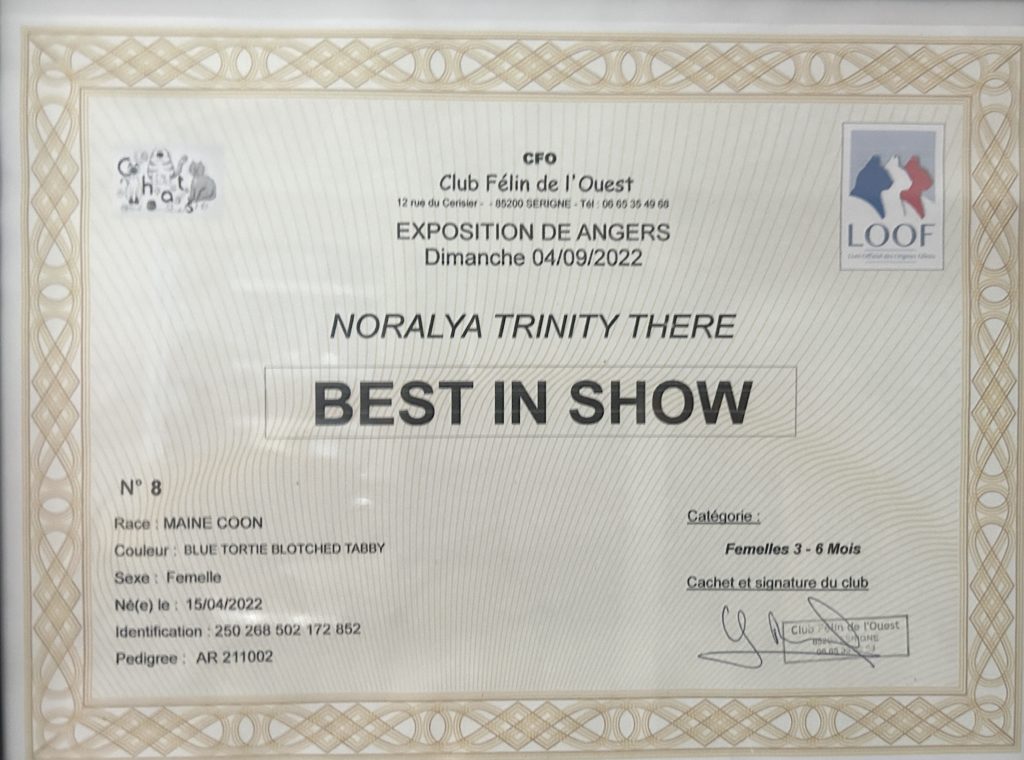 Chats
CFO
Club Félin de l'Ouest
12 rue du Cerisier - - 85200 SERIGNE - Tél : 06 65 35 49 68
EXPOSITION DE ANGERS
Dimanche 04/09/2022
LOOF
NORALYA TRINITY THERE
BEST IN SHOW
N° 8
Race : MAINE COON
Couleur : BLUE TORTIE BLOTCHED TABBY
Sexe : Femelle
Né(e) le : 15/04/2022
Identification : 250 268 502 172 852
Pedigree : AR 211002
Catégorie :
Femelles 3 - 6 Mois
Cachet et signature du club
Club Félin de l'Ouest